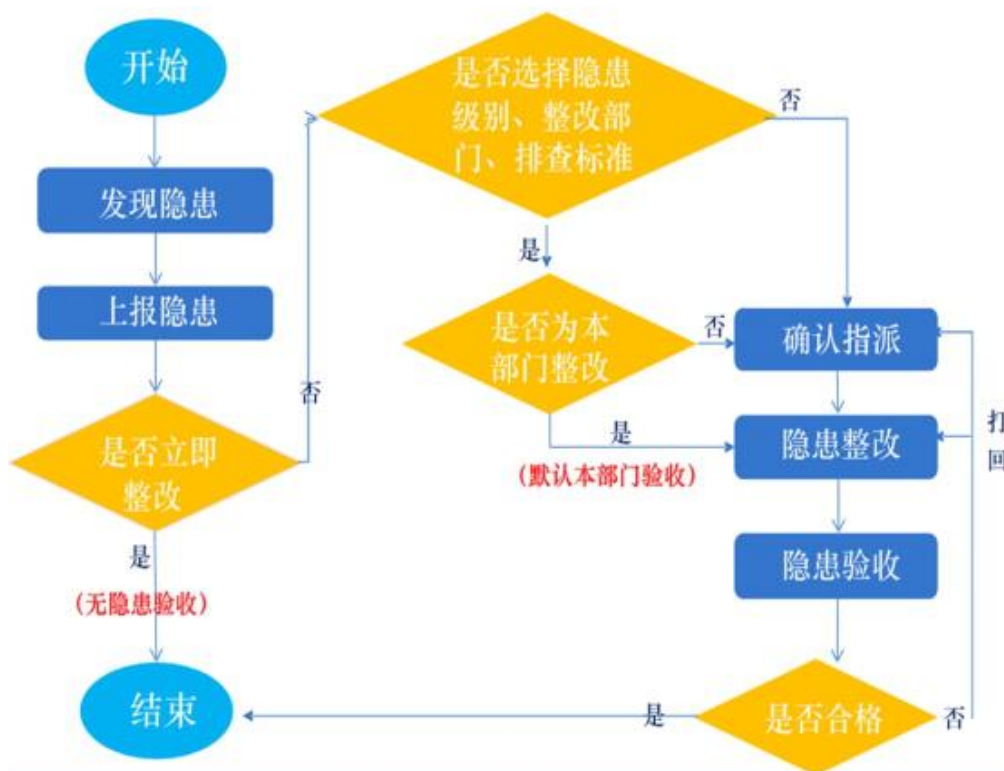 开始
发现隐患
上报隐患
是否立即
整改
是
（无隐患验收）
结束
否
是否选择隐患
级别、整改部
门、排查标准
否
是
是否为本
部门整改
否
是
（默认本部门验收）
确认指派
隐患整改
隐患验收
是否合格
是
否
打
回